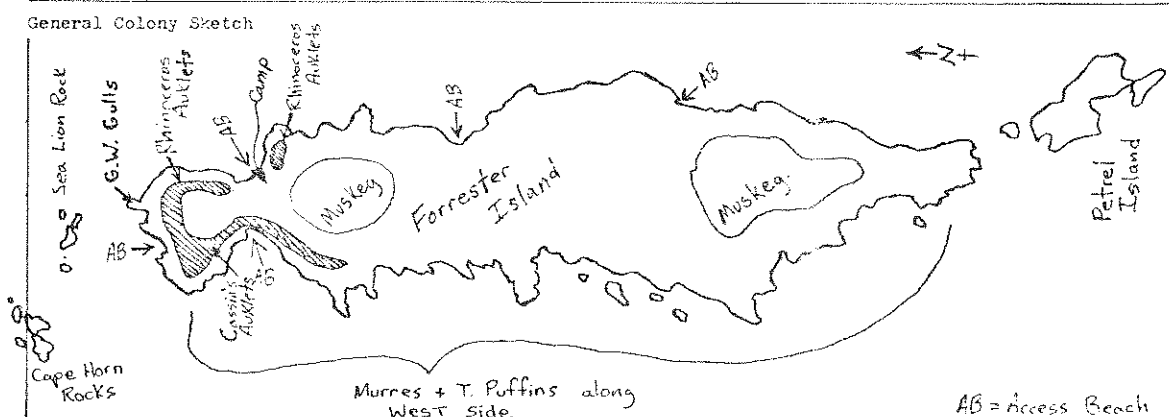 General Colony Sketch
Sea Lion Rock
G.W. Gulls
Rhinoceros
Auklets
AB
Camp
Rhinoceros
Auklets
AB
AB
N
AB
Muskeg
Forrester
Island
Muskeg.
Petrel
Island
Cassin's
Auklets
Cape Horn
Rocks
Murres + T. Puffins along
West Side.
AB = Access Beach